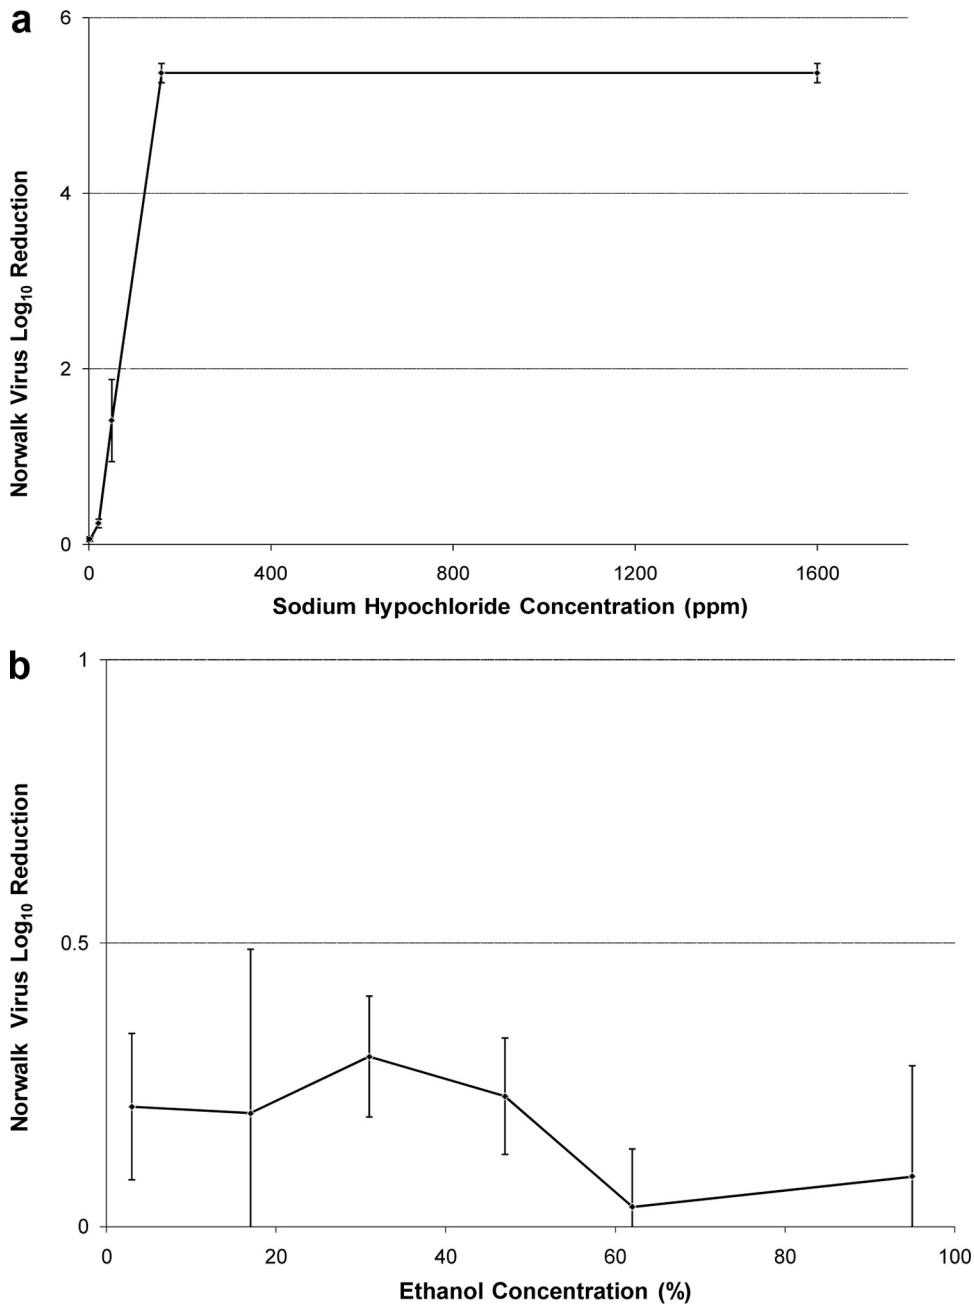 a
6
4
2
0
Norwalk Virus Log₁₀ Reduction
0 400 800 1200 1600
Sodium Hypochloride Concentration (ppm)
b
1
0.5
0
Norwalk Virus Log₁₀ Reduction
0 20 40 60 80 100
Ethanol Concentration (%)